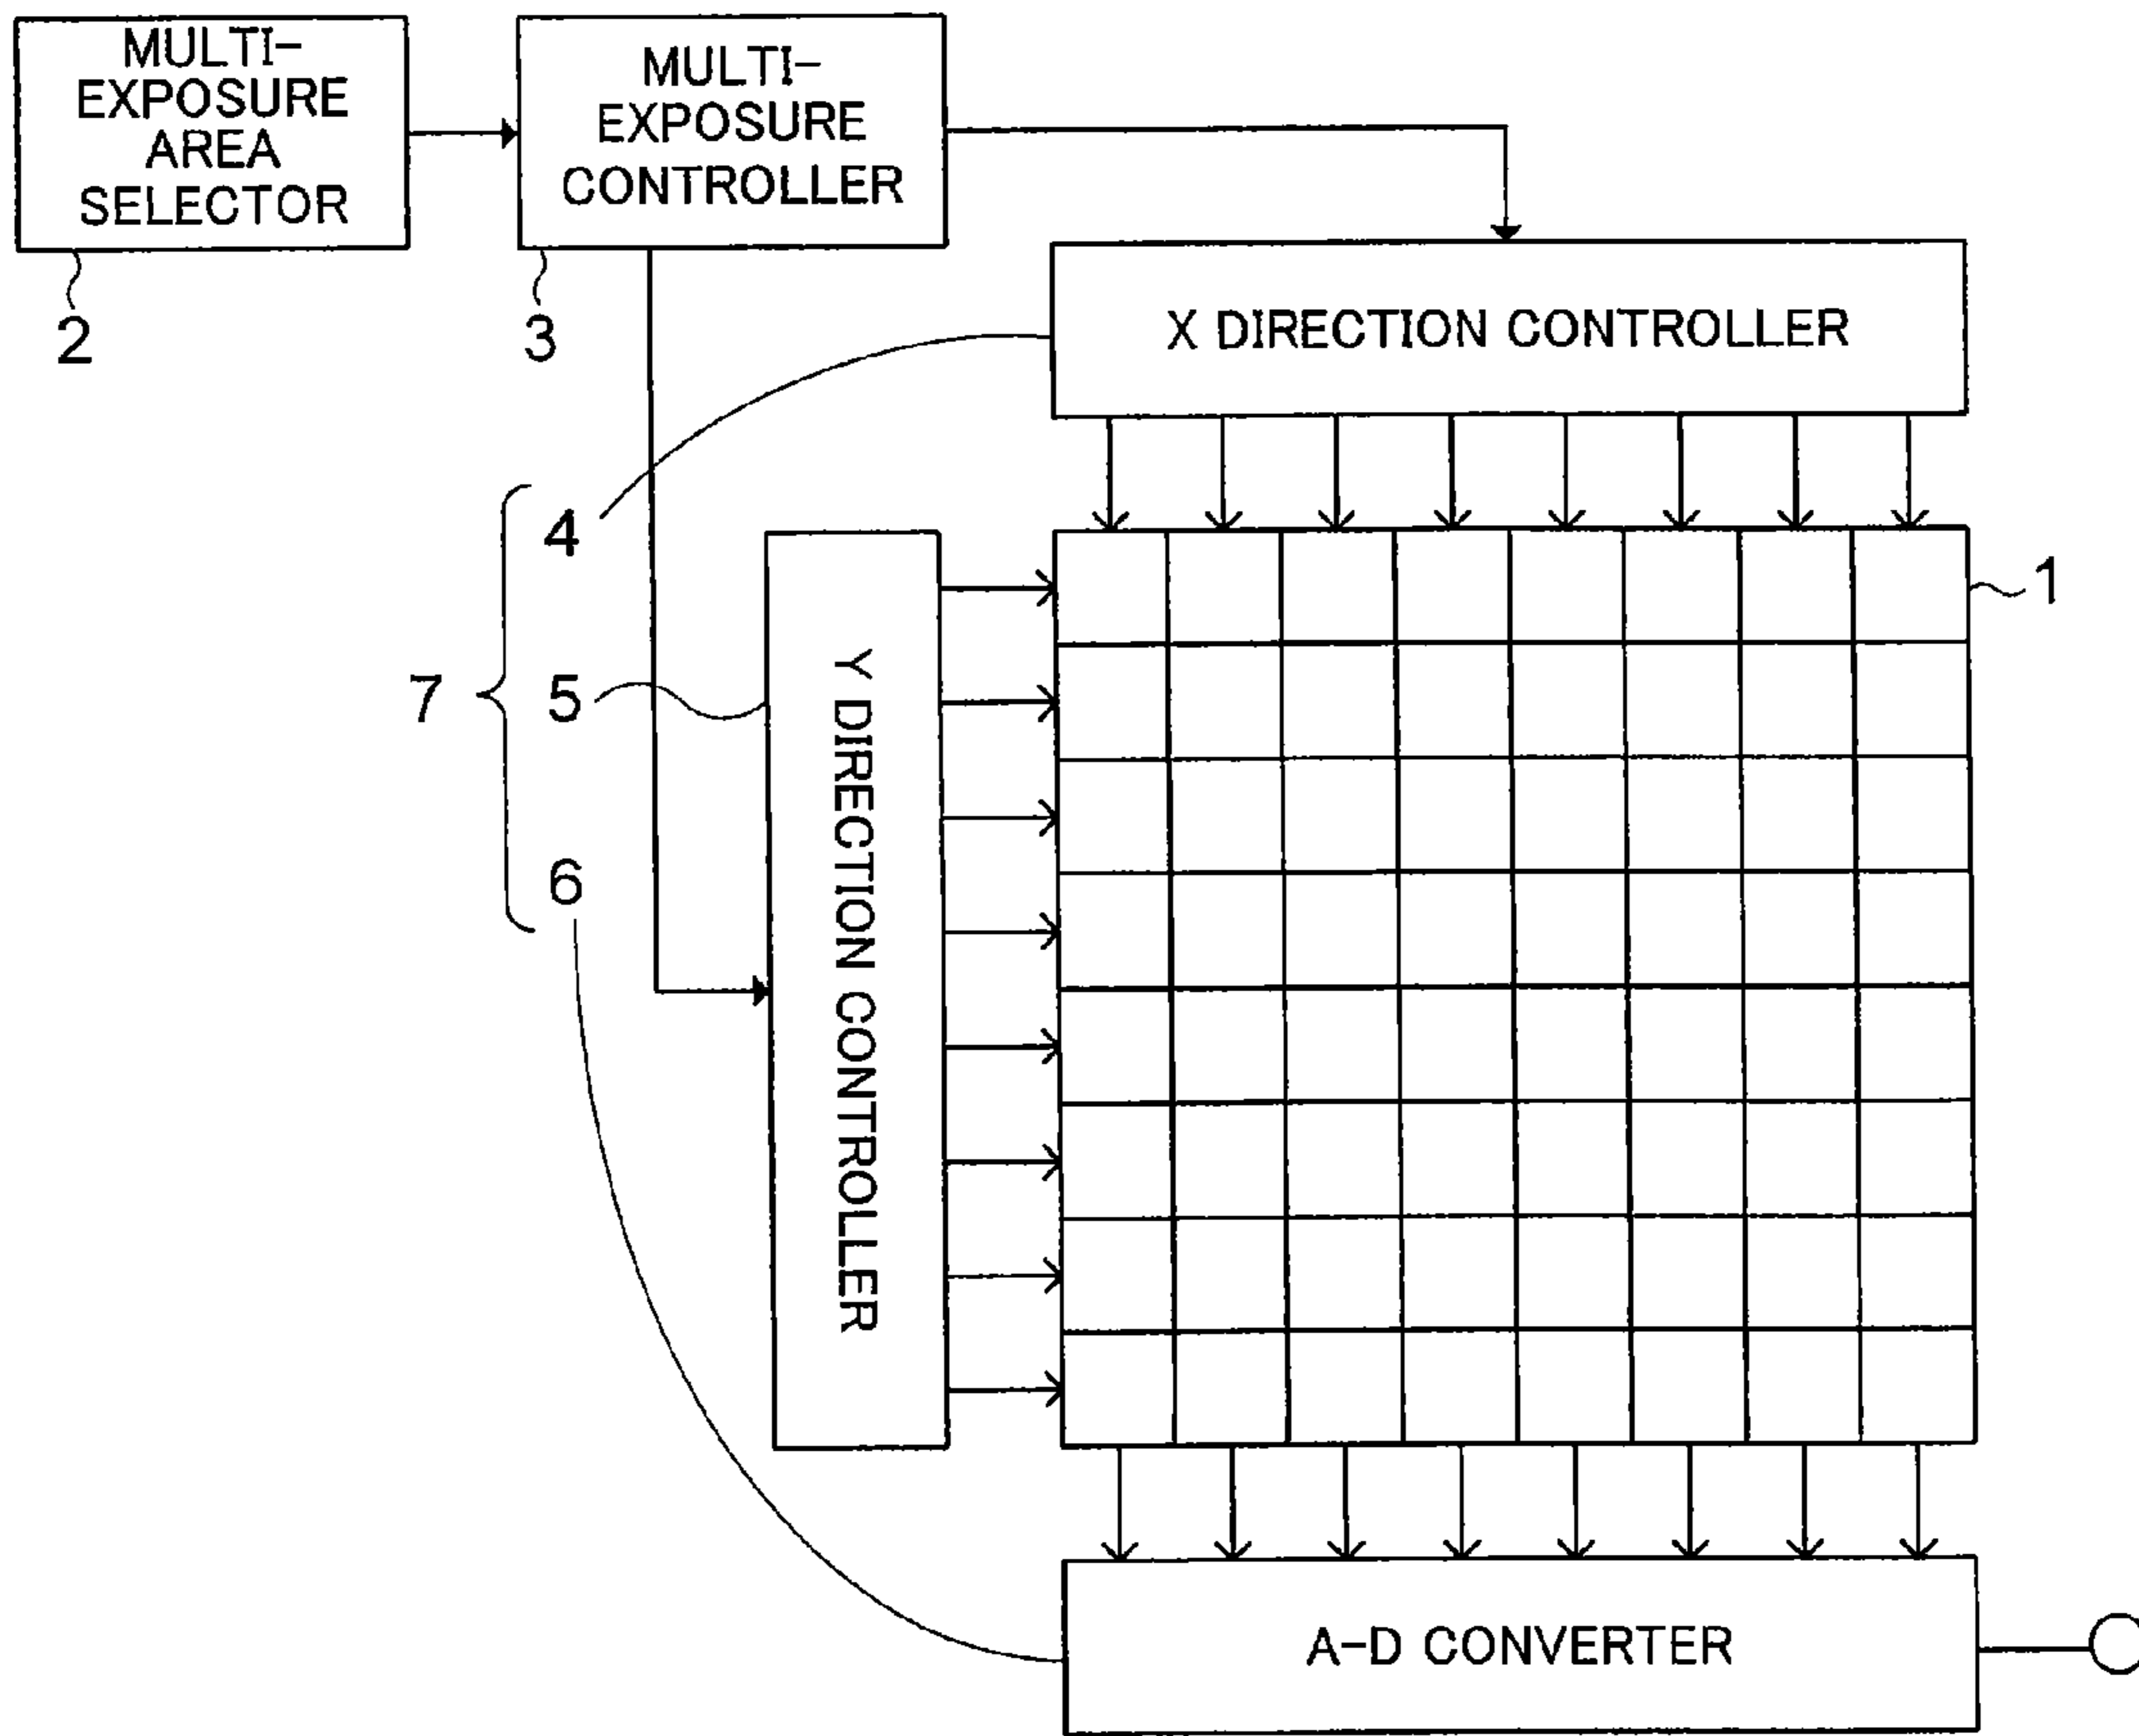 MULTI-
EXPOSURE
AREA
SELECTOR
2
MULTI-
EXPOSURE
CONTROLLER
3
X DIRECTION CONTROLLER
4
7
5
6
Y DIRECTION CONTROLLER
1
A-D CONVERTER